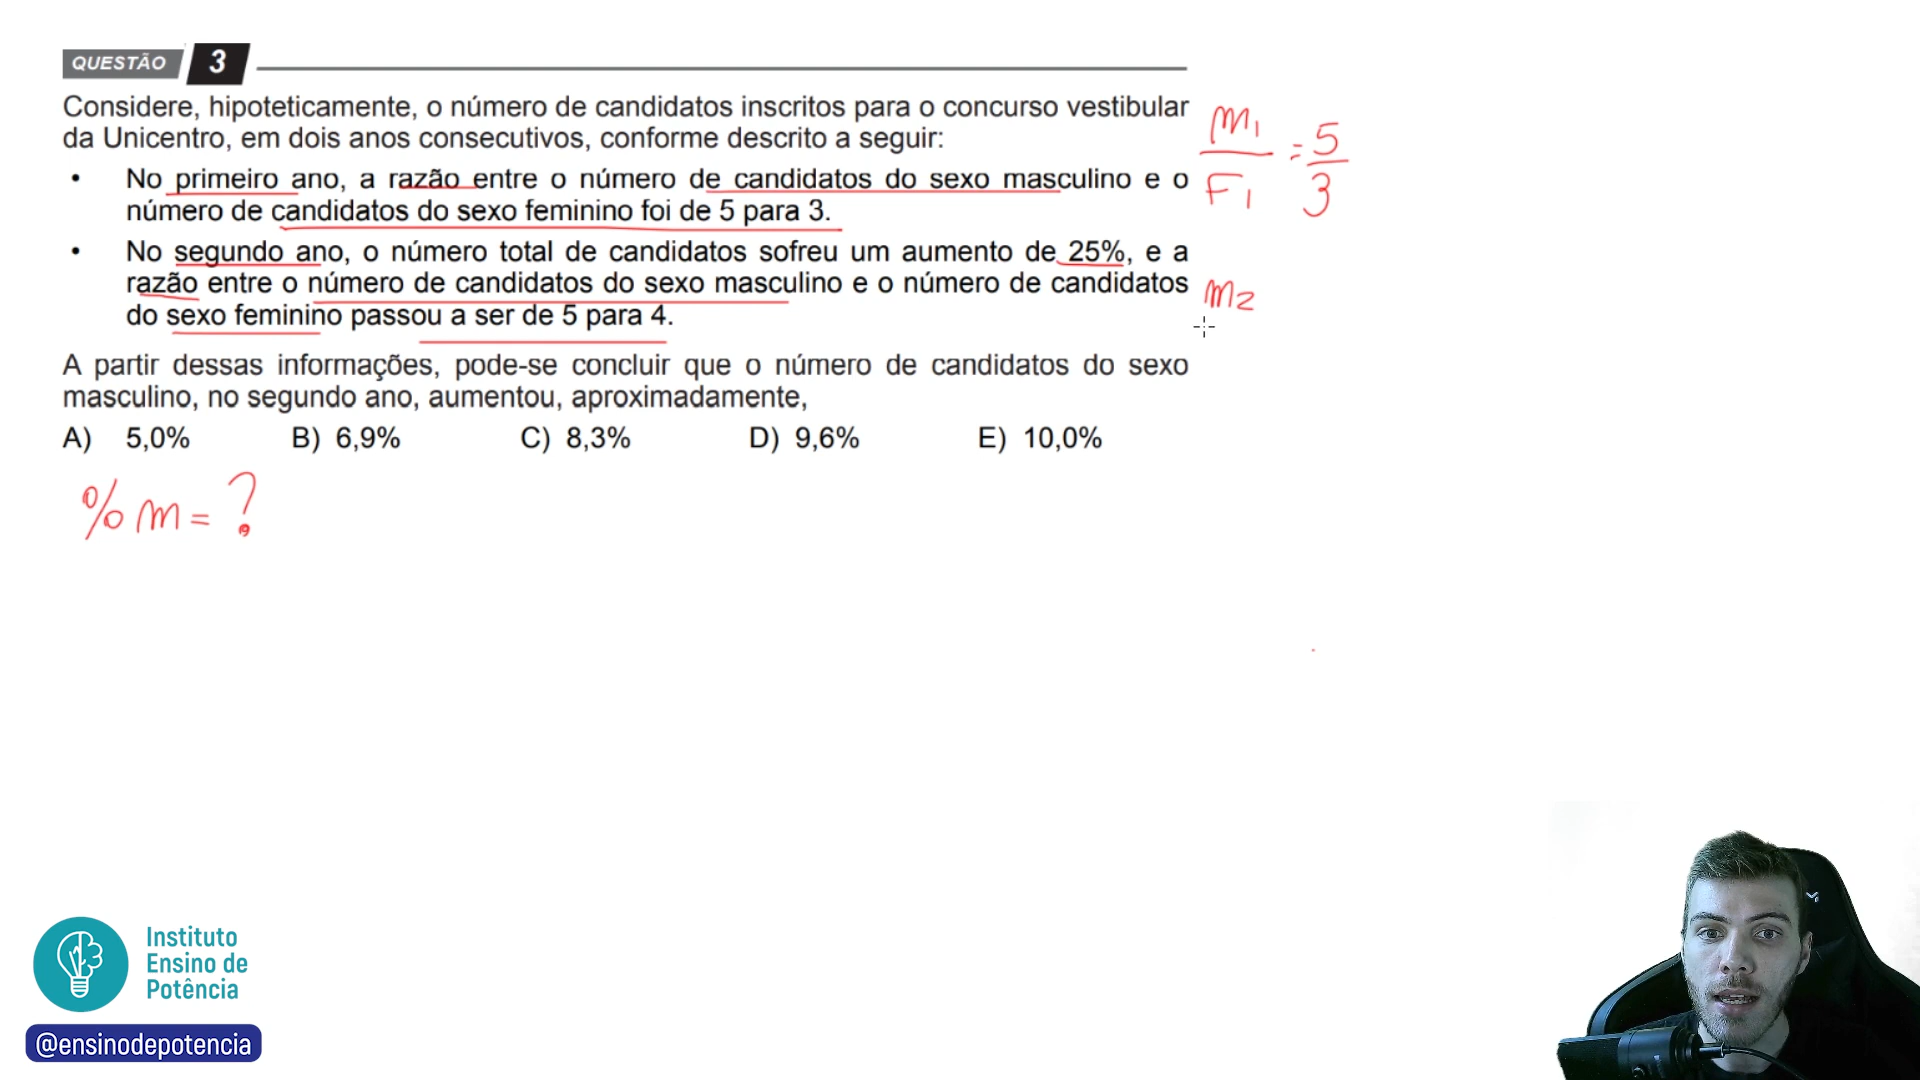 QUESTÃO 3
Considere, hipoteticamente, o número de candidatos inscritos para o concurso vestibular
da Unicentro, em dois anos consecutivos, conforme descrito a seguir:
• No primeiro ano, a razão entre o número de candidatos do sexo masculino e o
número de candidatos do sexo feminino foi de 5 para 3.
• No segundo ano, o número total de candidatos sofreu um aumento de 25%, e a
razão entre o número de candidatos do sexo masculino e o número de candidatos
do sexo feminino passou a ser de 5 para 4.
A partir dessas informações, pode-se concluir que o número de candidatos do sexo
masculino, no segundo ano, aumentou, aproximadamente,
A) 5,0% B) 6,9% C) 8,3% D) 9,6% E) 10,0%
% m = ?
m1 = 5
F1 3
m2
Instituto
Ensino de
Potência
@ensinodepotencia